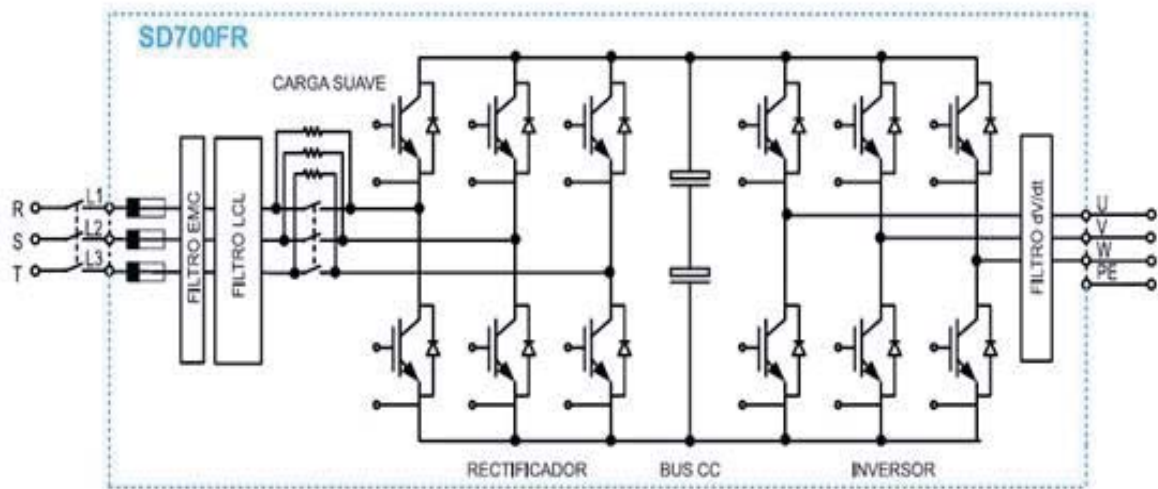 SD700FR
CARGA SUAVE
R
L1
S
L2
T
L3
FILTRO EMC
FILTRO LCL
FILTRO dV/dt
U
V
W
PE
RECTIFICADOR
BUS CC
INVERSOR